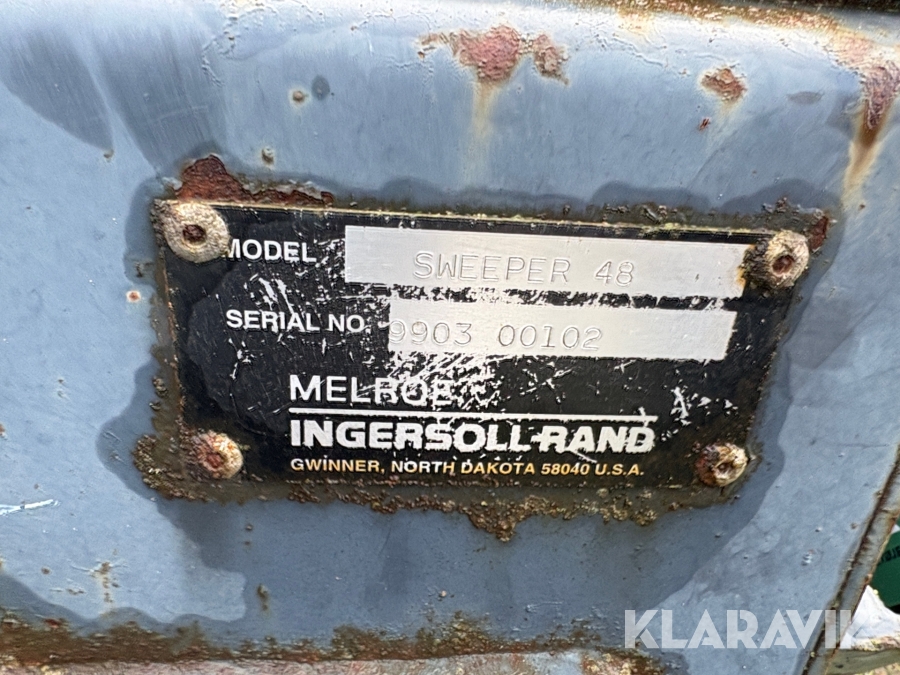 MODEL SWEEPER 48
SERIAL NO. 9903 00102
MELROE
INGERSOLL-RAND
GWINNER, NORTH DAKOTA 58040 U.S.A.
KLARAVIK